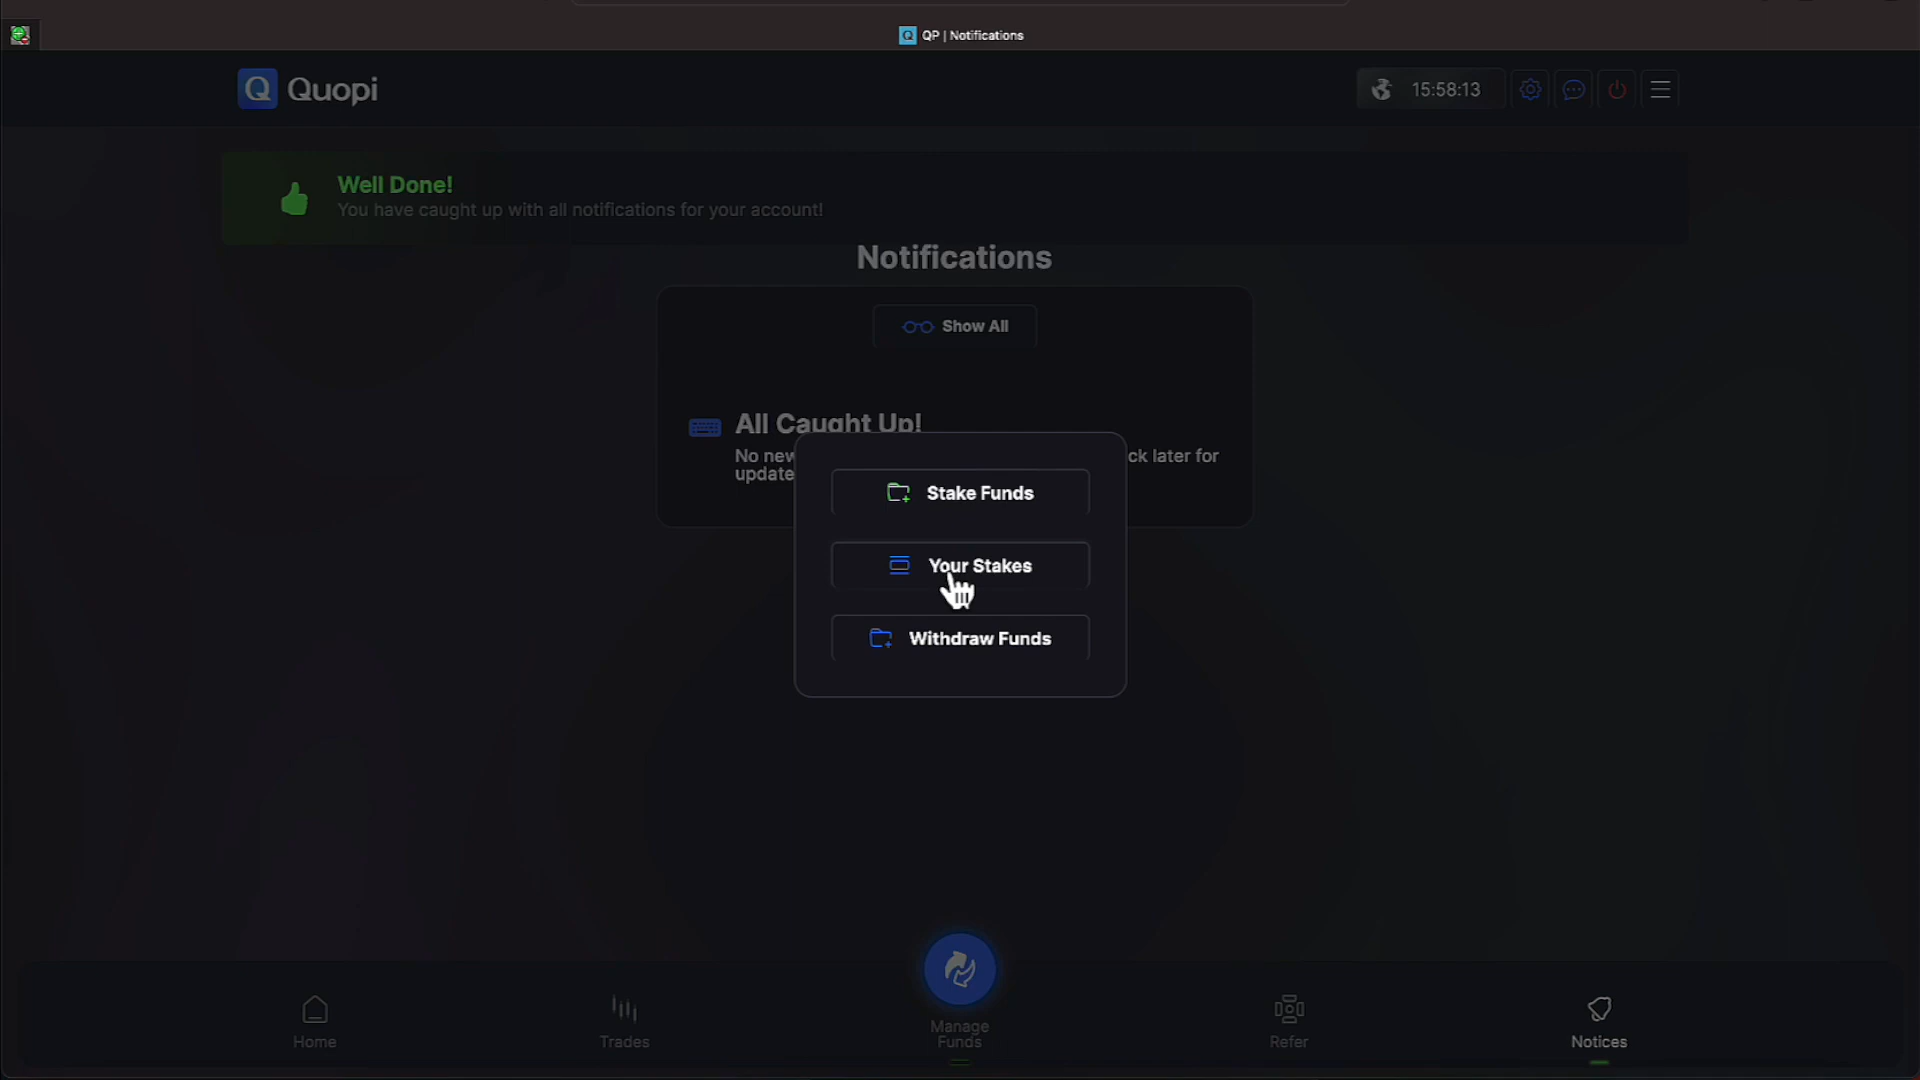 QP | Notifications
Quopi
15:58:13
Well Done!
You have caught up with all notifications for your account!
Notifications
Show All
All Caught Up!
No new
ck later for
update
Stake Funds
Your Stakes
Withdraw Funds
Home
Trades
Manage
Funds
Refer
Notices